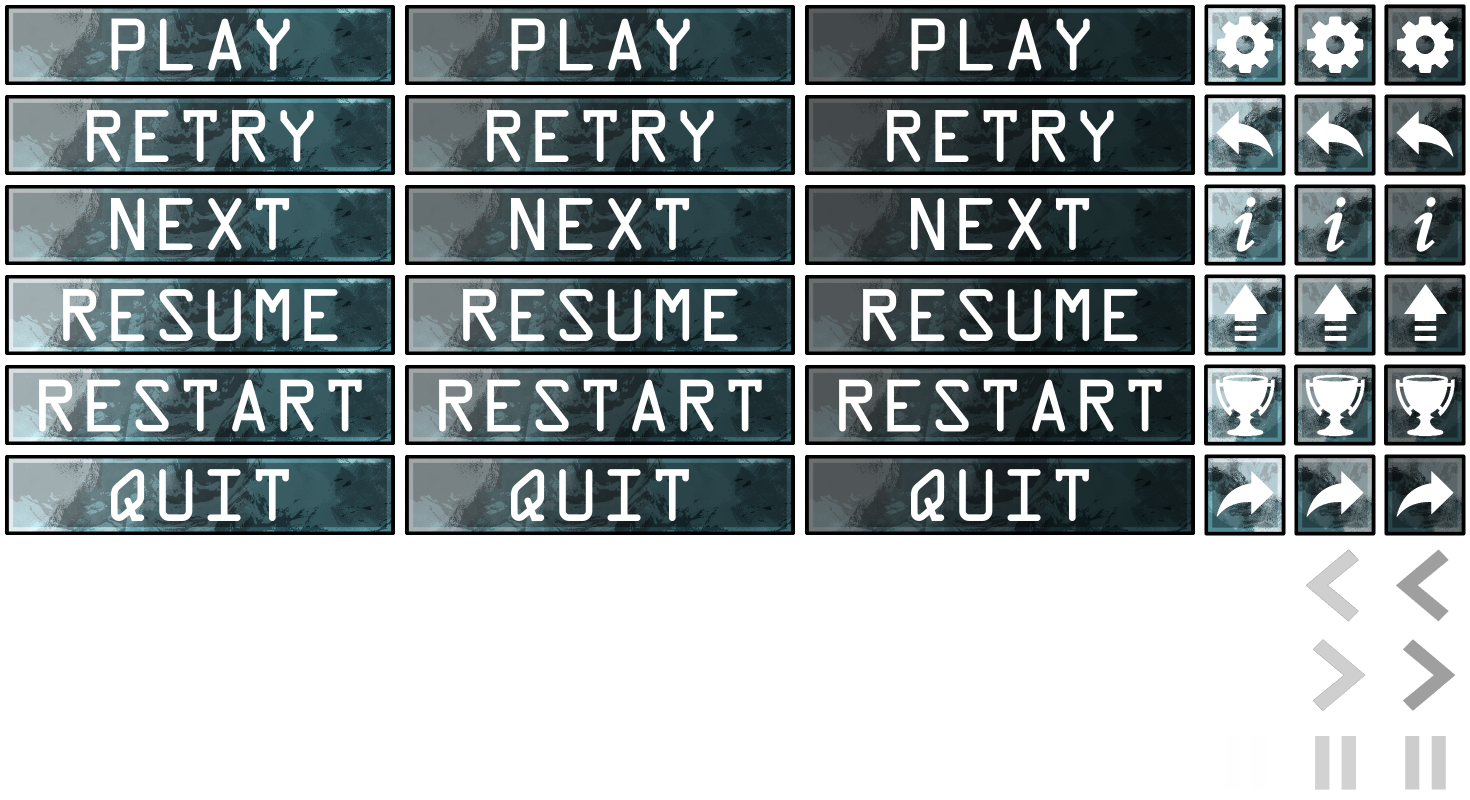 PLAY PLAY PLAY
RETRY RETRY RETRY
NEXT NEXT NEXT i i i
RESUME RESUME RESUME
RESTART RESTART RESTART
QUIT QUIT QUIT